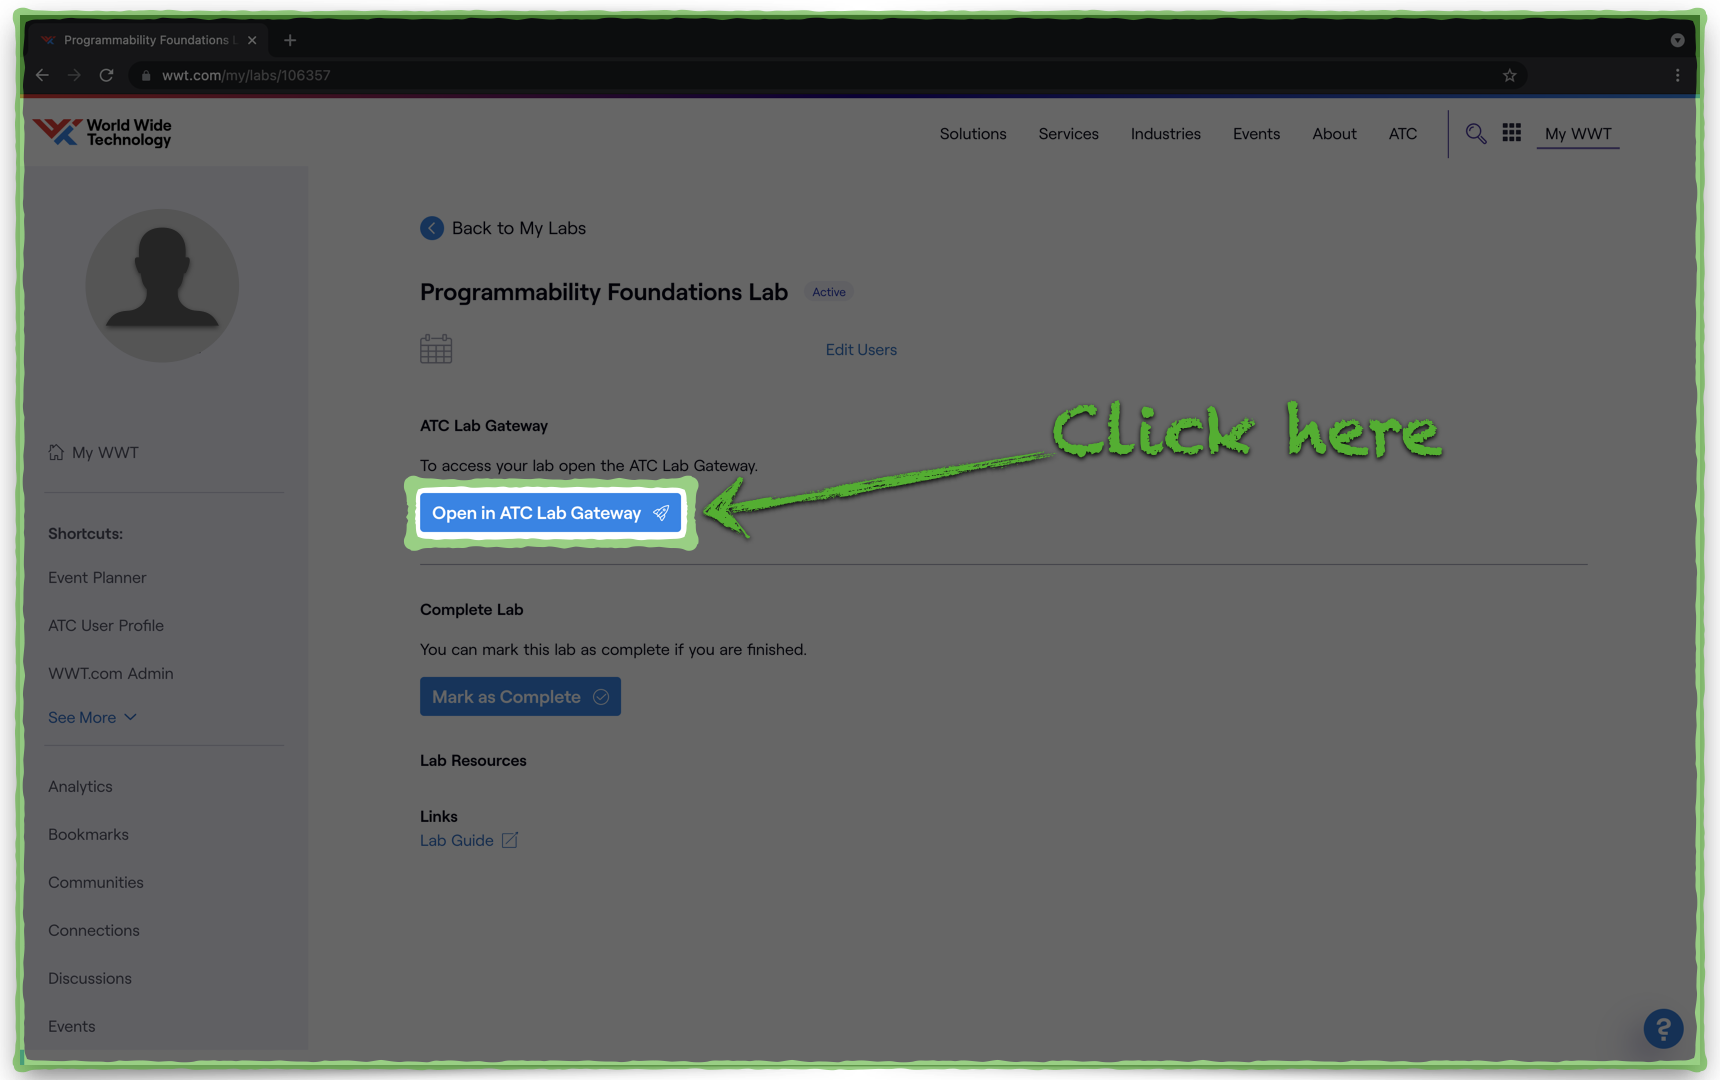 Programmability Foundations L
wwt.com/my/labs/106357
World Wide
Technology
Solutions
Services
Industries
Events
About
ATC
My WWT
Back to My Labs
Programmability Foundations Lab
Active
Edit Users
ATC Lab Gateway
To access your lab open the ATC Lab Gateway.
Open in ATC Lab Gateway
Click here
Complete Lab
You can mark this lab as complete if you are finished.
Mark as Complete
Lab Resources
Links
Lab Guide
My WWT
Shortcuts:
Event Planner
ATC User Profile
WWT.com Admin
See More
Analytics
Bookmarks
Communities
Connections
Discussions
Events
?